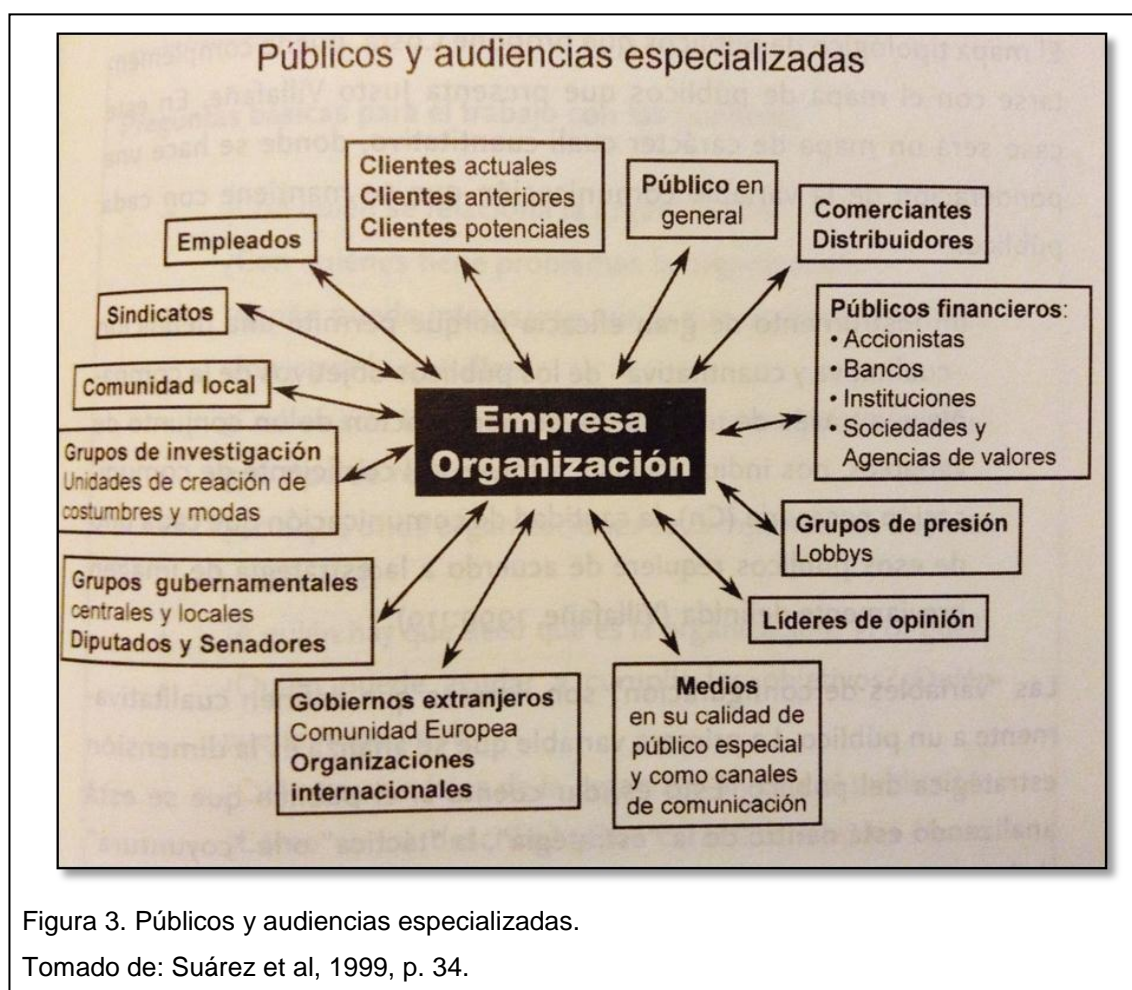 Públicos y audiencias especializadas
Clientes actuales
Clientes anteriores
Clientes potenciales
Público en
general
Comerciantes
Distribuidores
Empleados
Sindicatos
Comunidad local
Públicos financieros:
• Accionistas
• Bancos
• Instituciones
• Sociedades y
Agencias de valores
Empresa
Organización
Grupos de investigación
Unidades de creación de
costumbres y modas
Grupos de presión
Lobbys
Grupos gubernamentales
centrales y locales
Diputados y Senadores
Líderes de opinión
Gobiernos extranjeros
Comunidad Europea
Organizaciones
internacionales
Medios
en su calidad de
público especial
y como canales
de comunicación
Figura 3. Públicos y audiencias especializadas.
Tomado de: Suárez et al, 1999, p. 34.